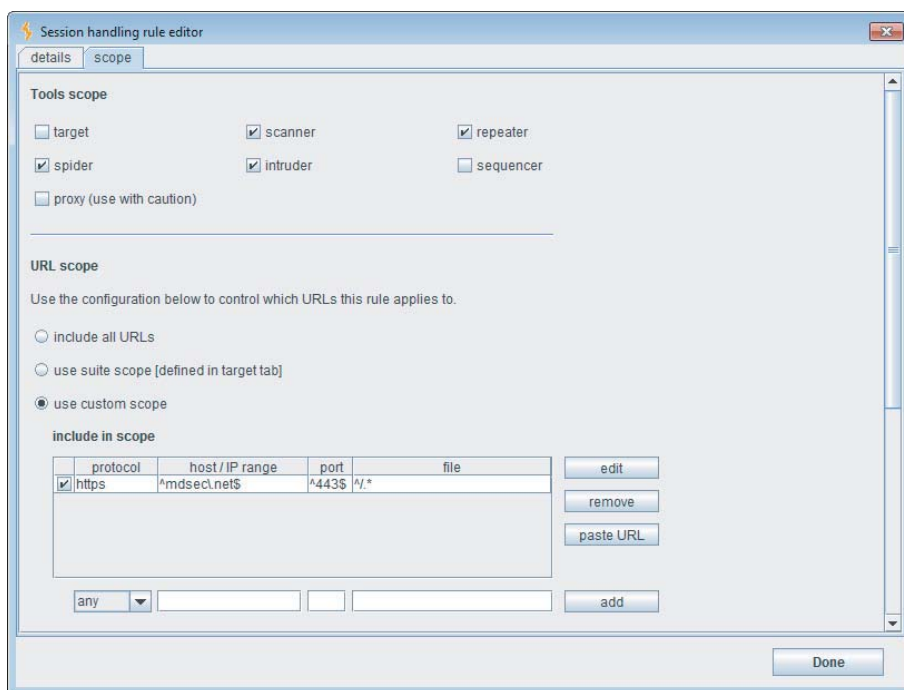 Session handling rule editor
details scope
Tools scope
target scanner repeater
spider intruder sequencer
proxy (use with caution)
URL scope
Use the configuration below to control which URLs this rule applies to.
include all URLs
use suite scope [defined in target tab]
use custom scope
include in scope
protocol host / IP range port file
https ^mdsec\.net$ ^443$ ^/.*
edit
remove
paste URL
any add
Done